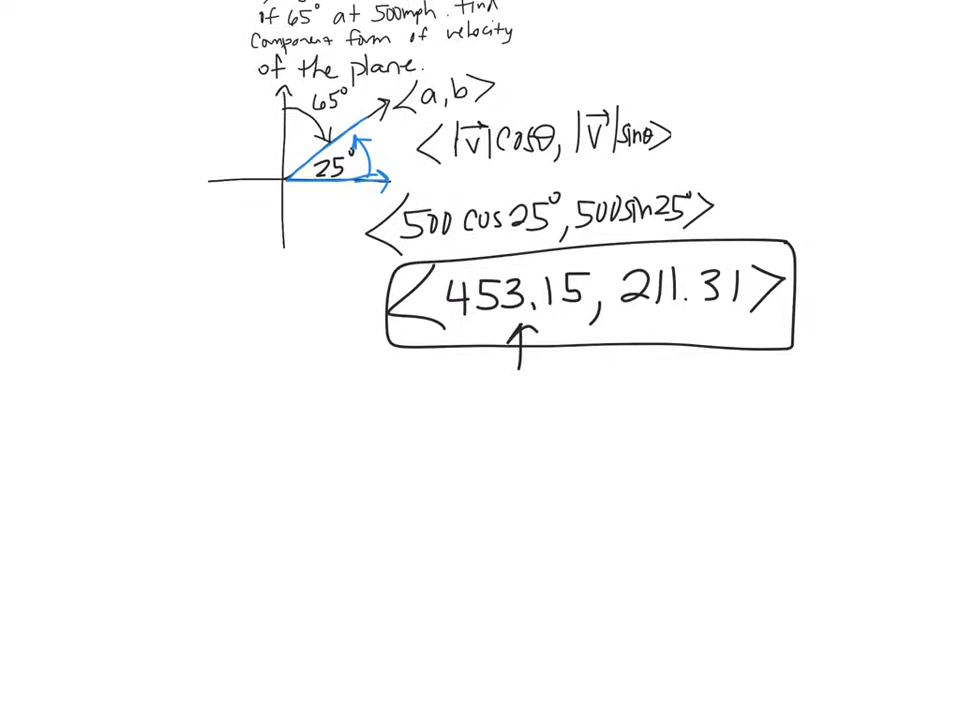 if 65° at 500mph. find
Component form of velocity
of the plane.
65°
<a,b>
25°
<|v⃗|cosθ, |v⃗|sinθ>
<500 cos 25°, 500 sin 25°>
<453.15, 211.31>